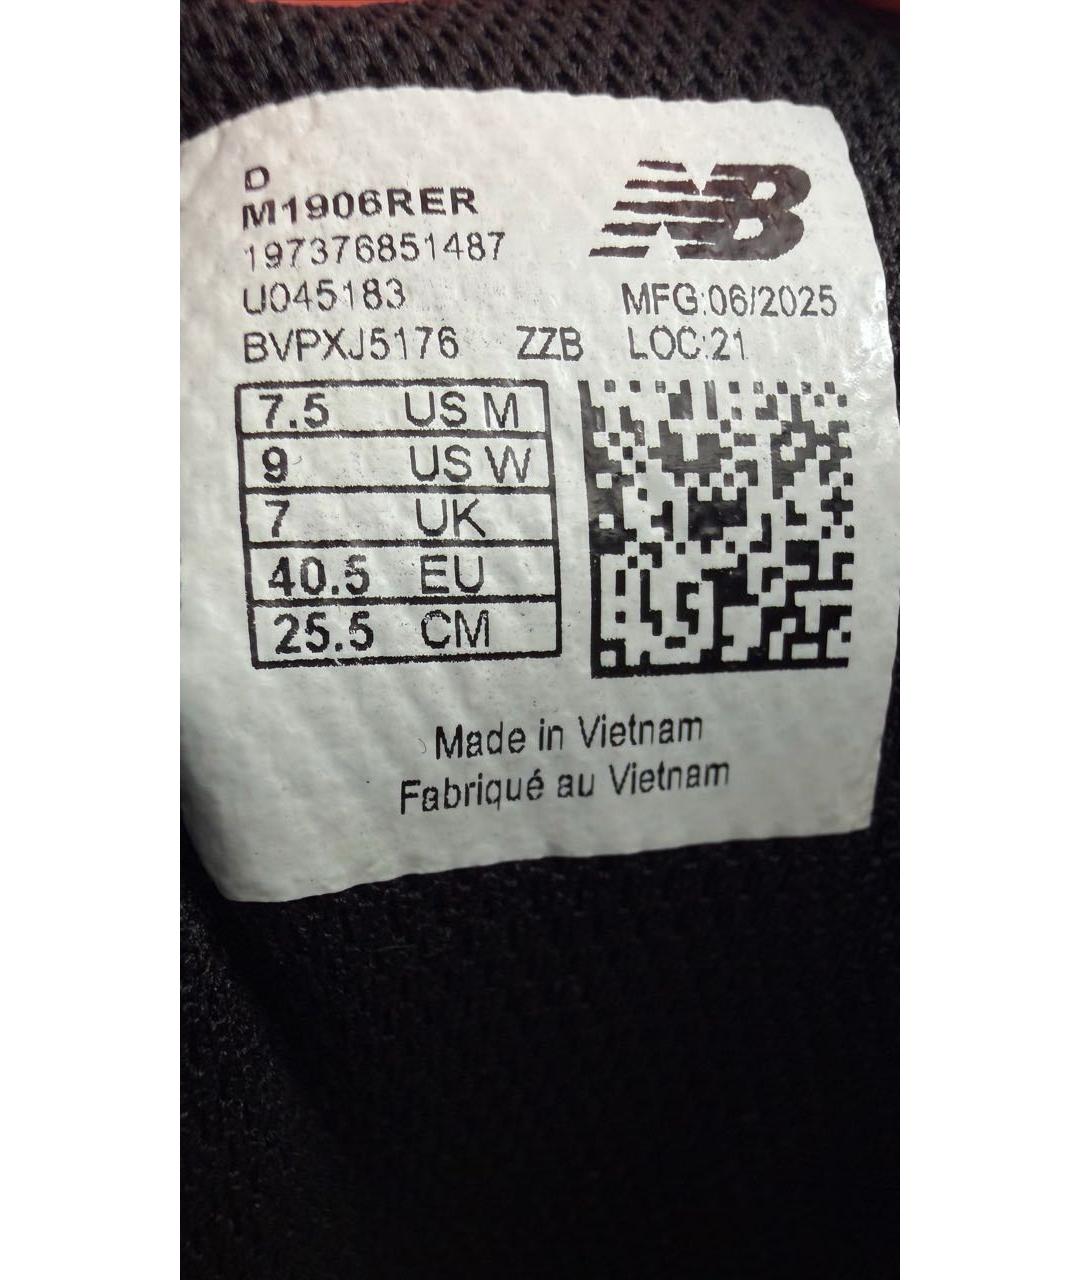 D
M1906RER
197376851487
U045183
BVPXJ5176 ZZB
NB
MFG:06/2025
LOC:21
7.5 US M
9 US W
7 UK
40.5 EU
25.5 CM
Made in Vietnam
Fabriqué au Vietnam